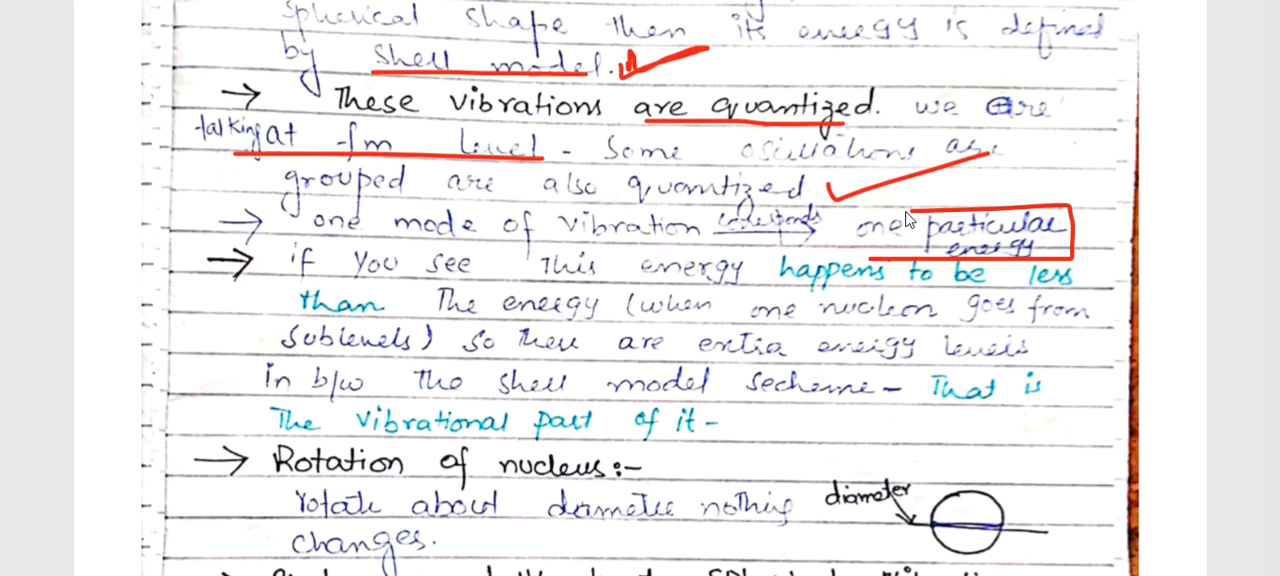 spherical shape then its energy is defined
by shell model.
→ These vibrations are quantized. we are
talking at fm level - Some oscillations are
grouped are also quantized
→ one mode of vibration corresponds one particular
energy
→ if you see This energy happens to be less
than The energy (when one nucleon goes from
sublevels) so there are extra energy levels
in b/w The shell model secheme - That is
The vibrational part of it -
→ Rotation of nucleus:-
rotate about diametre nothing
diameter
changes.